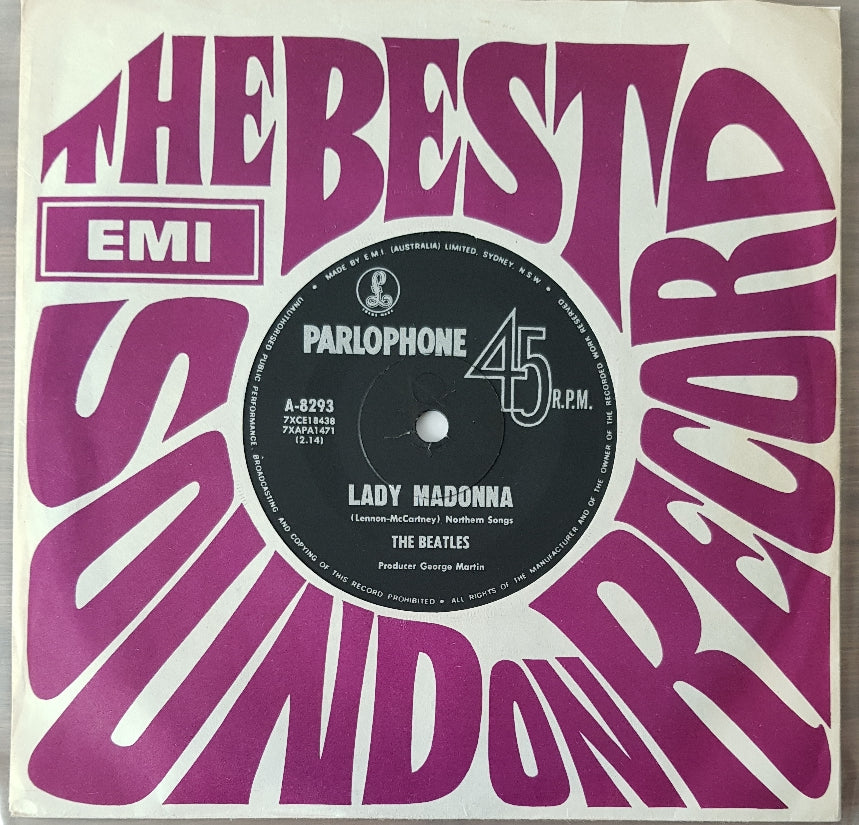 THE BEST
EMI
SOUND ON RECORD
MADE BY E.M.I. (AUSTRALIA) LIMITED, SYDNEY, N.S.W •
UNAUTHORISED PUBLIC PERFORMANCE, BROADCASTING AND COPYING OF THIS RECORD PROHIBITED • ALL RIGHTS OF THE MANUFACTURER AND OF THE OWNER OF THE RECORDED WORK RESERVED
£
TRADE MARK
PARLOPHONE
45
R.P.M.
A-8293
7XCE18438
7XAPA1471
(2.14)
LADY MADONNA
(Lennon-McCartney) Northern Songs
THE BEATLES
Producer George Martin